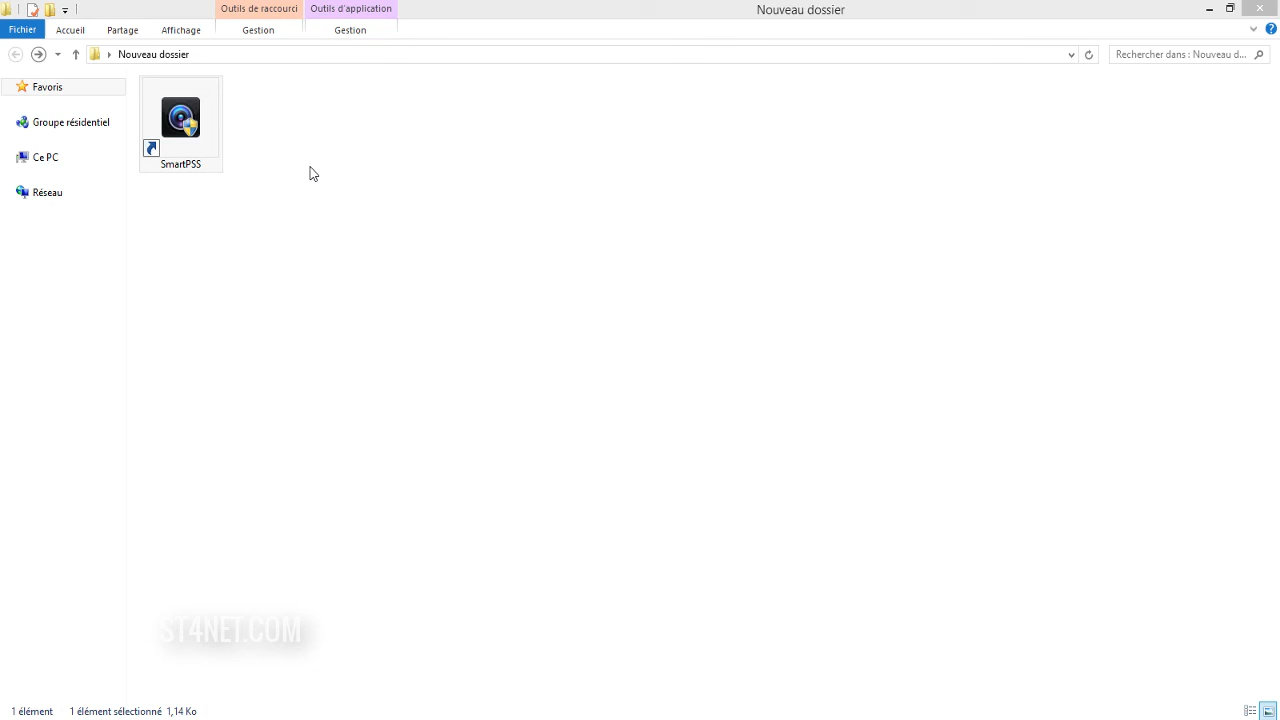 Outils de raccourci Outils d'application Nouveau dossier
Fichier Accueil Partage Affichage Gestion Gestion
Nouveau dossier Rechercher dans : Nouveau d...
Favoris
Groupe résidentiel
Ce PC
Réseau
SmartPSS
ST4NET.COM
1 élément 1 élément sélectionné 1,14 Ko